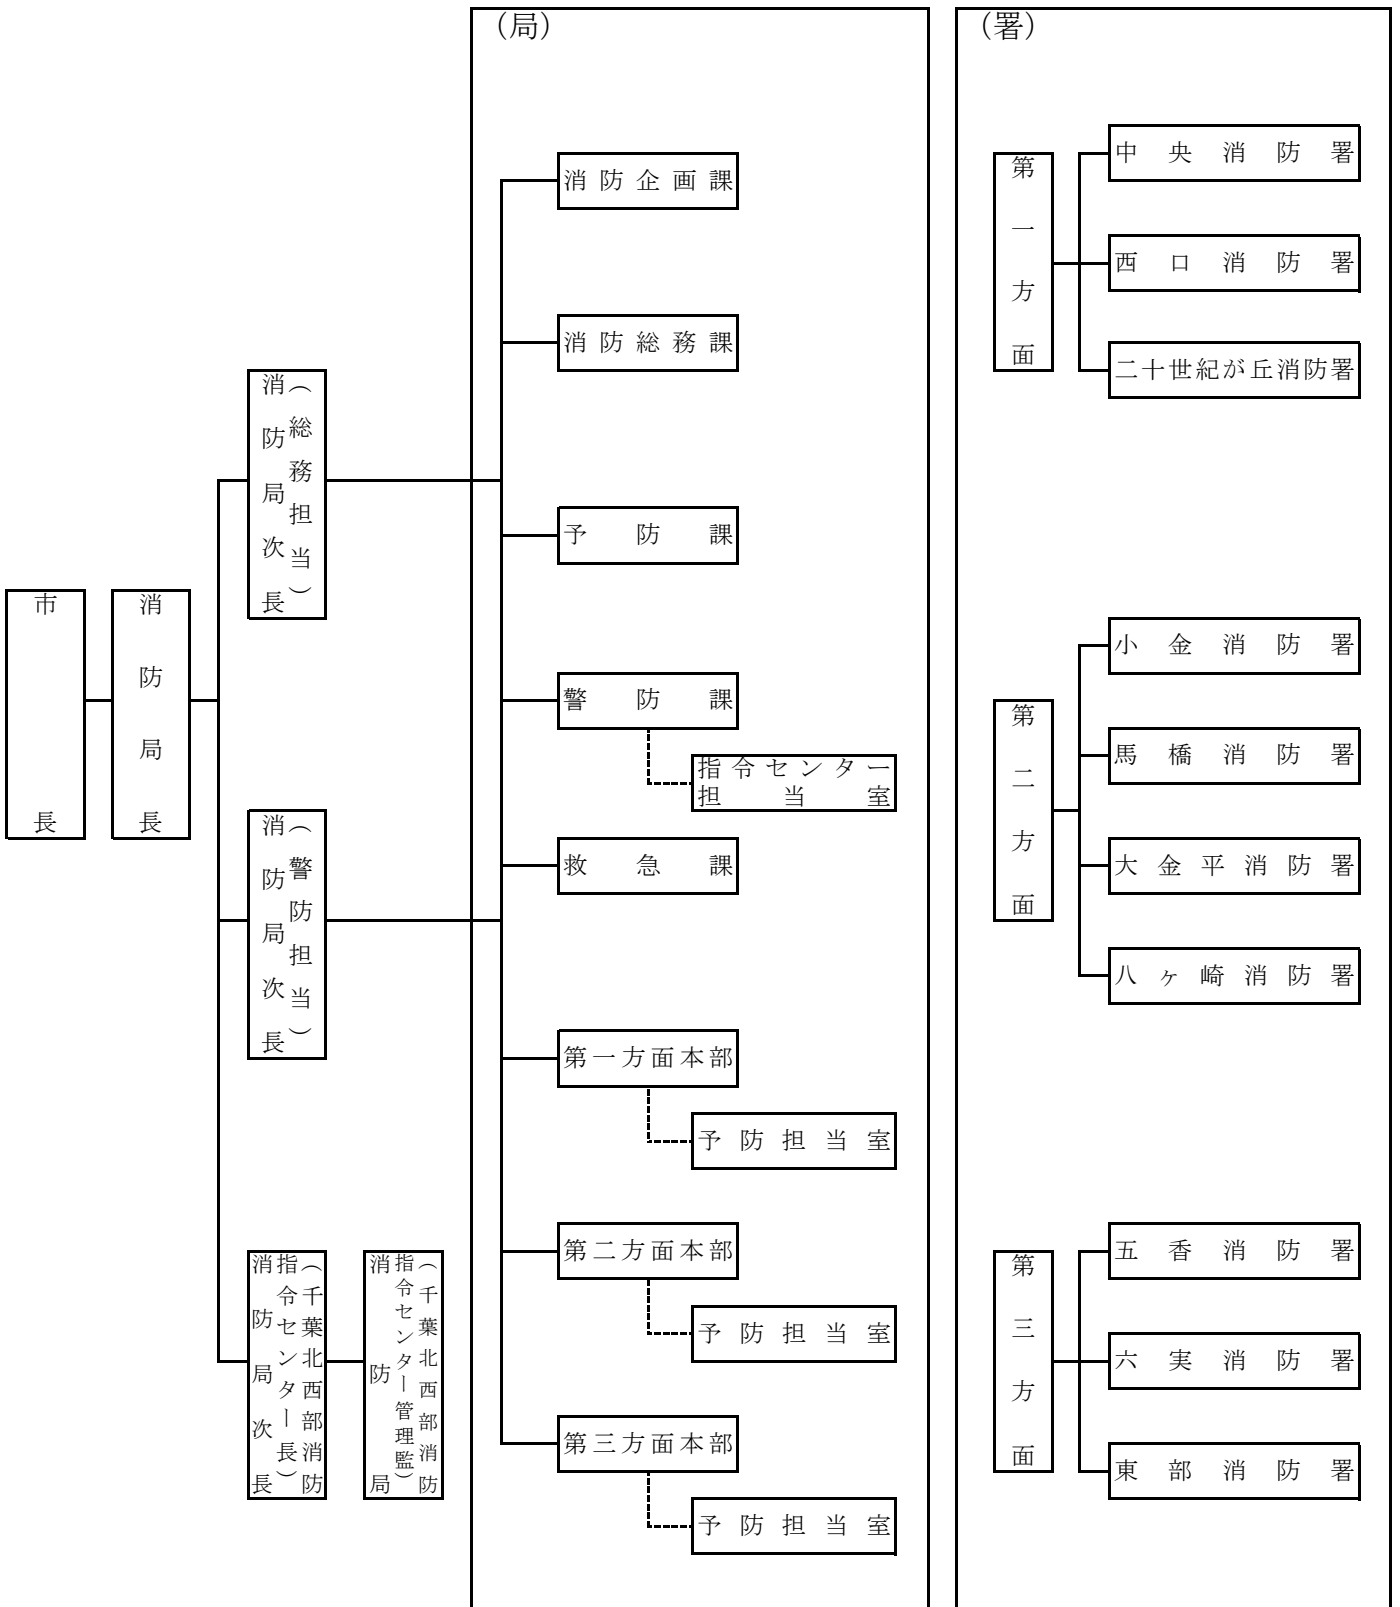 市長
消防局長
消防局次長
（総務担当）
消防局次長
（警防担当）
消防局次長
（千葉北西部消防
指令センター長）
消防局
（千葉北西部消防
指令センター管理監）
（局）
消防企画課
消防総務課
予防課
警防課
指令センター
担当室
救急課
第一方面本部
予防担当室
第二方面本部
予防担当室
第三方面本部
予防担当室
（署）
第一方面
中央消防署
西口消防署
二十世紀が丘消防署
第二方面
小金消防署
馬橋消防署
大金平消防署
八ヶ崎消防署
第三方面
五香消防署
六実消防署
東部消防署